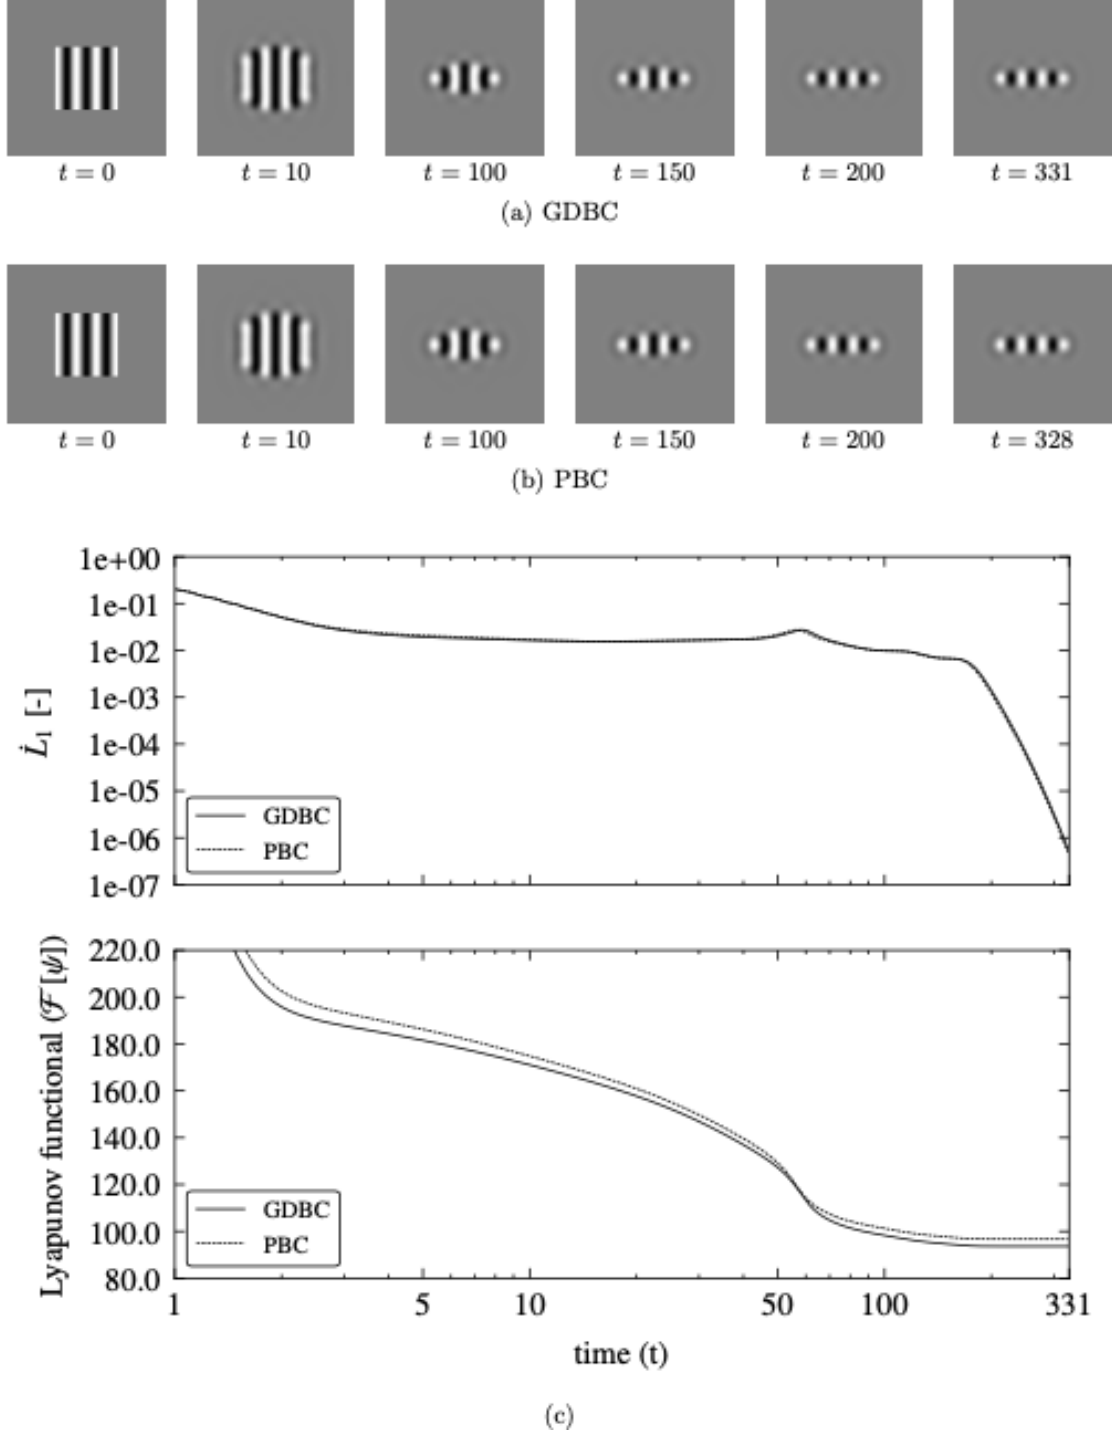 t = 0 t = 10 t = 100 t = 150 t = 200 t = 331
(a) GDBC
t = 0 t = 10 t = 100 t = 150 t = 200 t = 328
(b) PBC
1e+00
1e-01
1e-02
1e-03
1e-04
1e-05
1e-06
1e-07
L̇₁ [-]
GDBC
PBC
220.0
200.0
180.0
160.0
140.0
120.0
100.0
80.0
Lyapunov functional (ℱ[ψ])
GDBC
PBC
1 5 10 50 100 331
time (t)
(c)